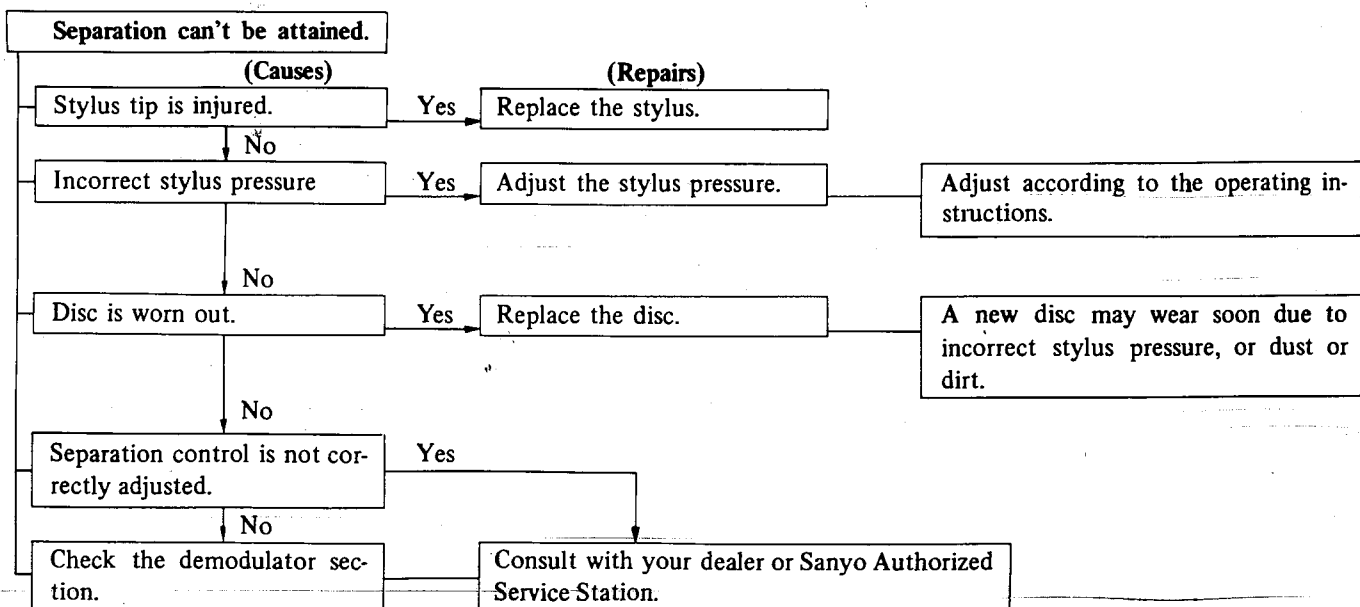 Separation can't be attained.
(Causes)
(Repairs)
Stylus tip is injured.
Yes
Replace the stylus.
No
Incorrect stylus pressure
Yes
Adjust the stylus pressure.
Adjust according to the operating in-
structions.
No
Disc is worn out.
Yes
Replace the disc.
A new disc may wear soon due to
incorrect stylus pressure, or dust or
dirt.
No
Separation control is not cor-
rectly adjusted.
Yes
No
Check the demodulator sec-
tion.
Consult with your dealer or Sanyo Authorized
Service Station.